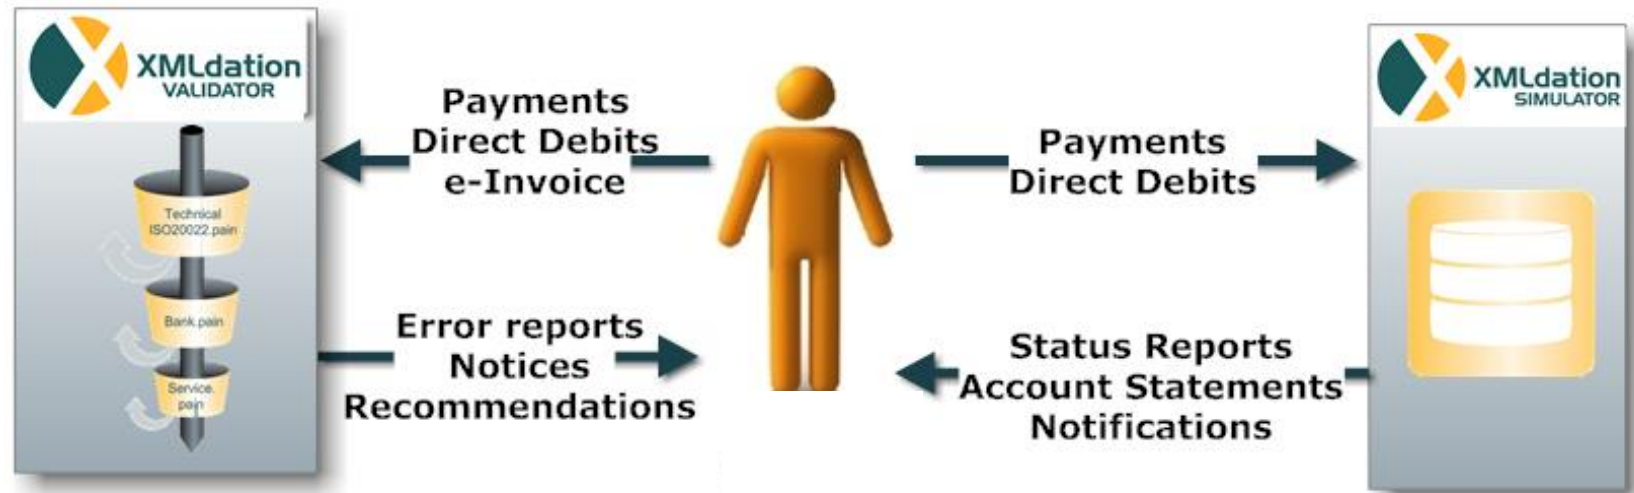 XMLdation
VALIDATOR
Technical
ISO20022.pain
Bank.pain
Service.
pain
Payments
Direct Debits
e-Invoice
Error reports
Notices
Recommendations
Payments
Direct Debits
Status Reports
Account Statements
Notifications
XMLdation
SIMULATOR